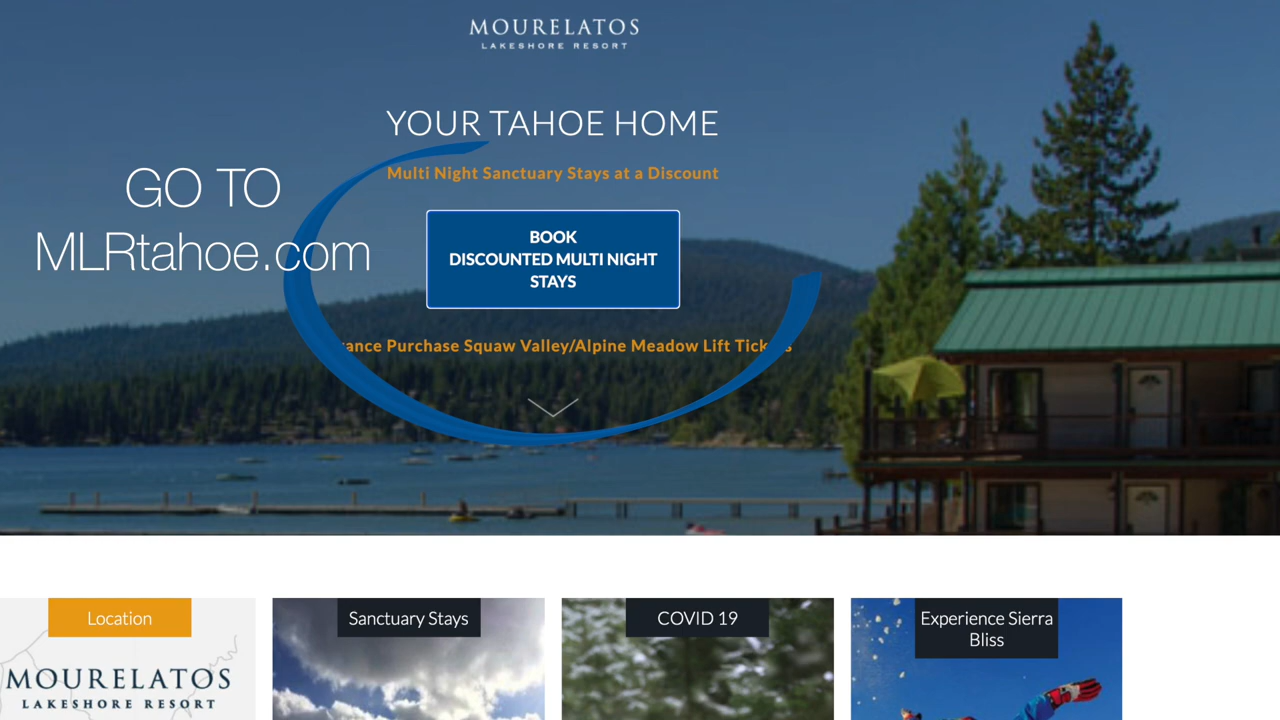 MOURELATOS
LAKESHORE RESORT
YOUR TAHOE HOME
Multi Night Sanctuary Stays at a Discount
GO TO
MLRtahoe.com
BOOK
DISCOUNTED MULTI NIGHT
STAYS
Purchase Squaw Valley/Alpine Meadow Lift
Location
Sanctuary Stays
COVID 19
Experience Sierra
Bliss
MOURELATOS
LAKESHORE RESORT